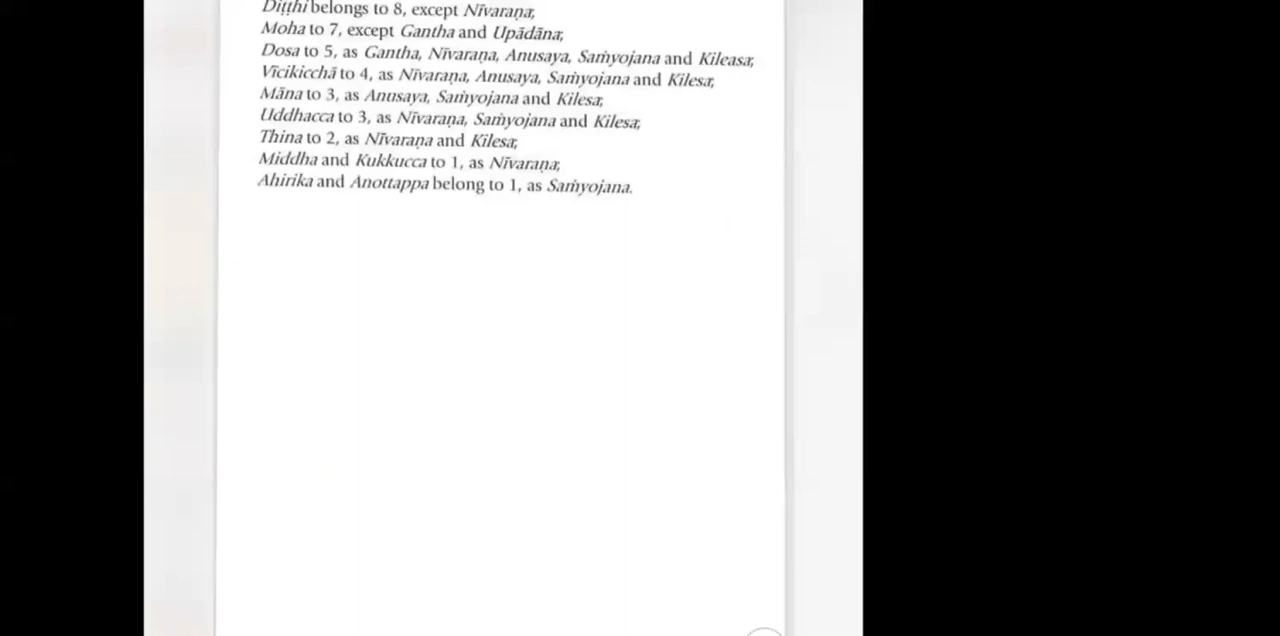 Diṭṭhi belongs to 8, except Nīvaraṇa;
Moha to 7, except Gantha and Upādāna;
Dosa to 5, as Gantha, Nīvaraṇa, Anusaya, Saṁyojana and Kileasa;
Vīcikicchā to 4, as Nīvaraṇa, Anusaya, Saṁyojana and Kilesa;
Māna to 3, as Anusaya, Saṁyojana and Kilesa;
Uddhacca to 3, as Nīvaraṇa, Saṁyojana and Kilesa;
Thina to 2, as Nīvaraṇa and Kilesa;
Middha and Kukkucca to 1, as Nīvaraṇa;
Ahirika and Anottappa belong to 1, as Saṁyojana.